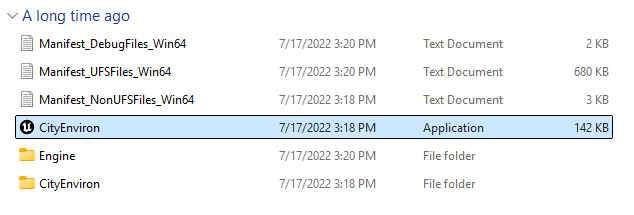 A long time ago
Manifest_DebugFiles_Win64 7/17/2022 3:20 PM Text Document 2 KB
Manifest_UFSFiles_Win64 7/17/2022 3:20 PM Text Document 680 KB
Manifest_NonUFSFiles_Win64 7/17/2022 3:18 PM Text Document 3 KB
CityEnviron 7/17/2022 3:18 PM Application 142 KB
Engine 7/17/2022 3:20 PM File folder
CityEnviron 7/17/2022 3:18 PM File folder